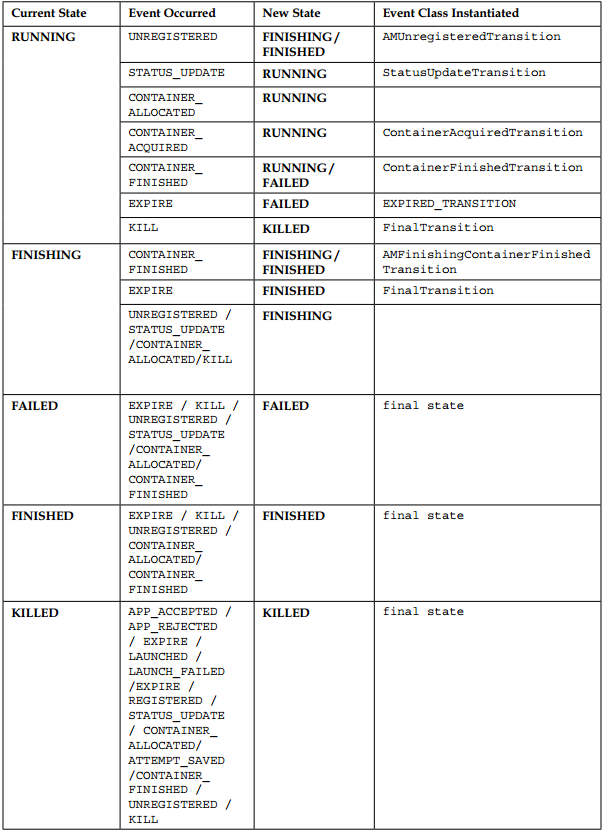 Current State Event Occurred New State Event Class Instantiated
RUNNING UNREGISTERED FINISHING/ AMUnregisteredTransition
FINISHED
STATUS_UPDATE RUNNING StatusUpdateTransition
CONTAINER_ RUNNING
ALLOCATED
CONTAINER_ RUNNING ContainerAcquiredTransition
ACQUIRED
CONTAINER_ RUNNING/ ContainerFinishedTransition
FINISHED FAILED
EXPIRE FAILED EXPIRED_TRANSITION
KILL KILLED FinalTransition
FINISHING CONTAINER_ FINISHING/ AMFinishingContainerFinished
FINISHED FINISHED Transition
EXPIRE FINISHED FinalTransition
UNREGISTERED / FINISHING
STATUS_UPDATE
/CONTAINER_
ALLOCATED/KILL
FAILED EXPIRE / KILL / FAILED final state
UNREGISTERED /
STATUS_UPDATE
/CONTAINER_
ALLOCATED/
CONTAINER_
FINISHED
FINISHED EXPIRE / KILL / FINISHED final state
UNREGISTERED /
CONTAINER_
ALLOCATED/
CONTAINER_
FINISHED
KILLED APP_ACCEPTED / KILLED final state
APP_REJECTED
/ EXPIRE /
LAUNCHED /
LAUNCH_FAILED
/EXPIRE /
REGISTERED /
STATUS_UPDATE
/ CONTAINER_
ALLOCATED/
ATTEMPT_SAVED
/CONTAINER_
FINISHED /
UNREGISTERED /
KILL